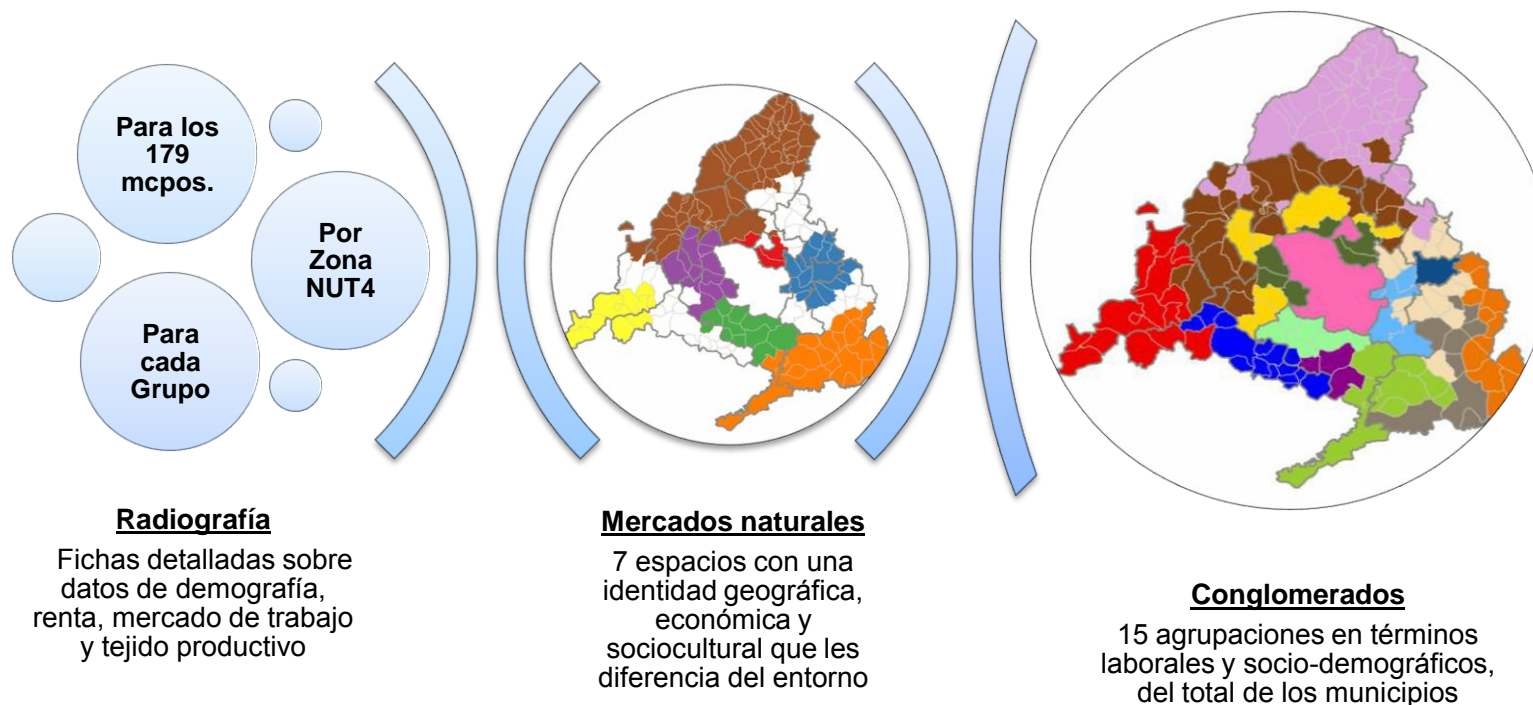 Para los
179
mcpos.
Por
Zona
NUT4
Para
cada
Grupo
Radiografía
Fichas detalladas sobre
datos de demografía,
renta, mercado de trabajo
y tejido productivo
Mercados naturales
7 espacios con una
identidad geográfica,
económica y
sociocultural que les
diferencia del entorno
Conglomerados
15 agrupaciones en términos
laborales y socio-demográficos,
del total de los municipios